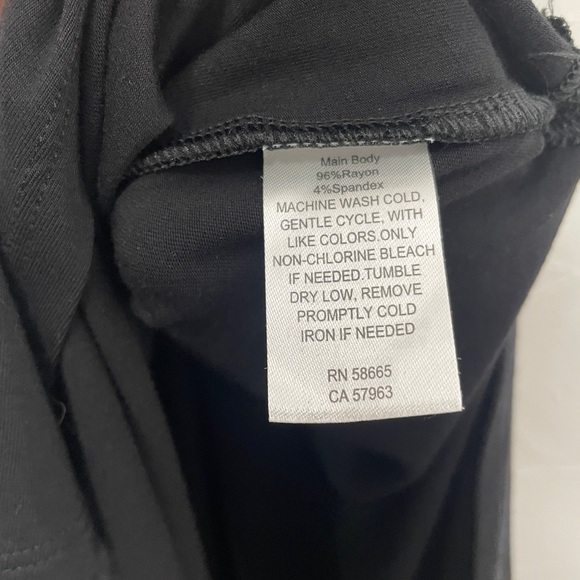 Main Body
96%Rayon
4%Spandex
MACHINE WASH COLD,
GENTLE CYCLE, WITH
LIKE COLORS.ONLY
NON-CHLORINE BLEACH
IF NEEDED.TUMBLE
DRY LOW, REMOVE
PROMPTLY COLD
IRON IF NEEDED
RN 58665
CA 57963